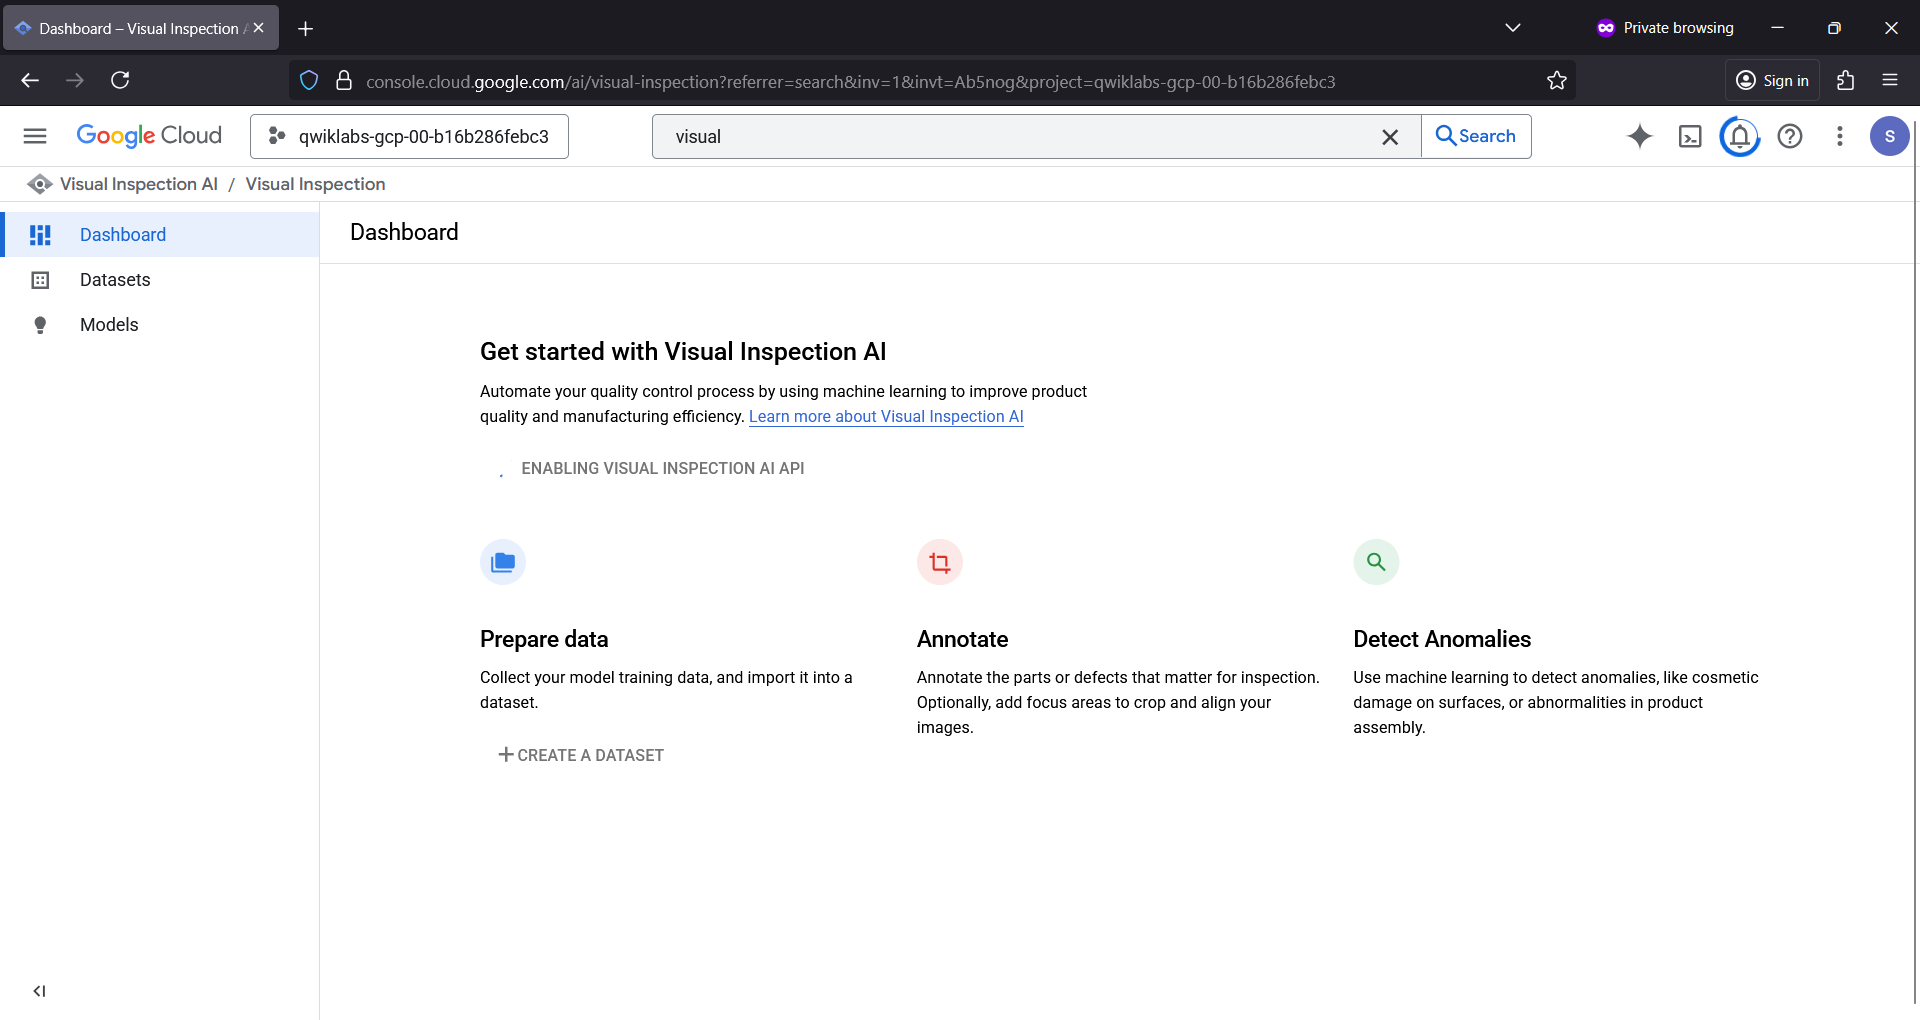 Dashboard – Visual Inspection
Private browsing
console.cloud.google.com/ai/visual-inspection?referrer=search&inv=1&invt=Ab5nog&project=qwiklabs-gcp-00-b16b286febc3
Sign in
Google Cloud
qwiklabs-gcp-00-b16b286febc3
visual
Search
S
Visual Inspection AI / Visual Inspection
Dashboard
Datasets
Models
Dashboard
Get started with Visual Inspection AI
Automate your quality control process by using machine learning to improve product
quality and manufacturing efficiency. Learn more about Visual Inspection AI
ENABLING VISUAL INSPECTION AI API
Prepare data
Collect your model training data, and import it into a
dataset.
+ CREATE A DATASET
Annotate
Annotate the parts or defects that matter for inspection.
Optionally, add focus areas to crop and align your
images.
Detect Anomalies
Use machine learning to detect anomalies, like cosmetic
damage on surfaces, or abnormalities in product
assembly.